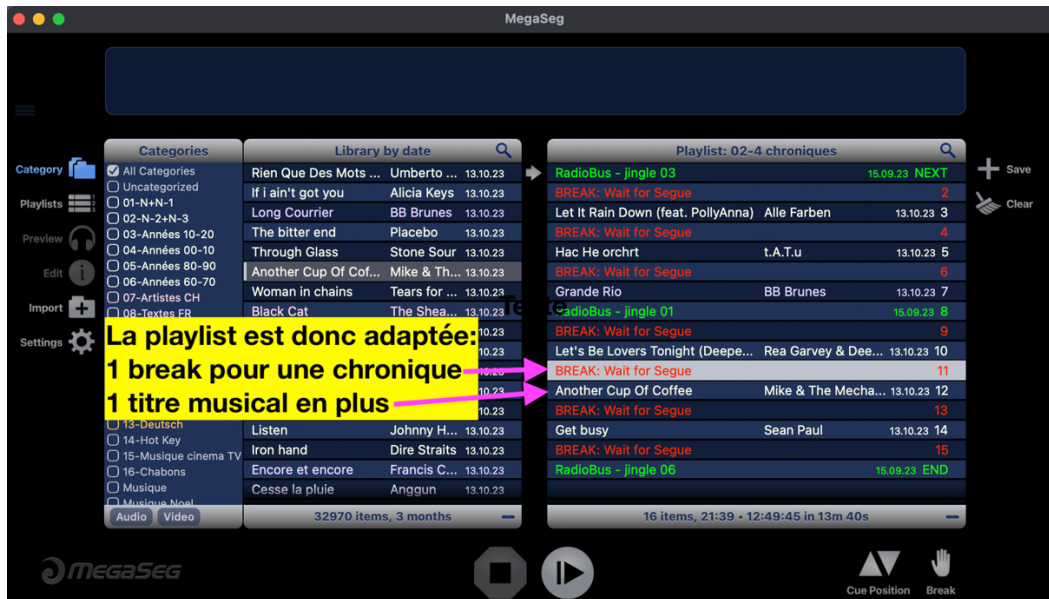 MegaSeg
Category
Playlists
Preview
Edit
Import
Settings
Categories
All Categories
Uncategorized
01-N+N-1
02-N-2+N-3
03-Années 10-20
04-Années 00-10
05-Années 80-90
06-Années 60-70
07-Artistes CH
08-Textes FR
13-Deutsch
14-Hot Key
15-Musique cinema TV
16-Chabons
Musique
Musique Noel
Audio Video
Library by date
Rien Que Des Mots ... Umberto ... 13.10.23
If i ain't got you Alicia Keys 13.10.23
Long Courrier BB Brunes 13.10.23
The bitter end Placebo 13.10.23
Through Glass Stone Sour 13.10.23
Another Cup Of Cof... Mike & Th... 13.10.23
Woman in chains Tears for ... 13.10.23
Black Cat The Shea... 13.10.23
Listen Johnny H... 13.10.23
Iron hand Dire Straits 13.10.23
Encore et encore Francis C... 13.10.23
Cesse la pluie Anggun 13.10.23
32970 items, 3 months
Texte
La playlist est donc adaptée:
1 break pour une chronique
1 titre musical en plus
Playlist: 02-4 chroniques
RadioBus - jingle 03 15.09.23 NEXT
BREAK: Wait for Segue 2
Let It Rain Down (feat. PollyAnna) Alle Farben 13.10.23 3
BREAK: Wait for Segue 4
Hac He orchrt t.A.T.u 13.10.23 5
BREAK: Wait for Segue 6
Grande Rio BB Brunes 13.10.23 7
RadioBus - jingle 01 15.09.23 8
BREAK: Wait for Segue 9
Let's Be Lovers Tonight (Deepe... Rea Garvey & Dee... 13.10.23 10
BREAK: Wait for Segue 11
Another Cup Of Coffee Mike & The Mecha... 13.10.23 12
BREAK: Wait for Segue 13
Get busy Sean Paul 13.10.23 14
BREAK: Wait for Segue 15
RadioBus - jingle 06 15.09.23 END
16 items, 21:39 • 12:49:45 in 13m 40s
Save
Clear
MegaSeg
Cue Position Break